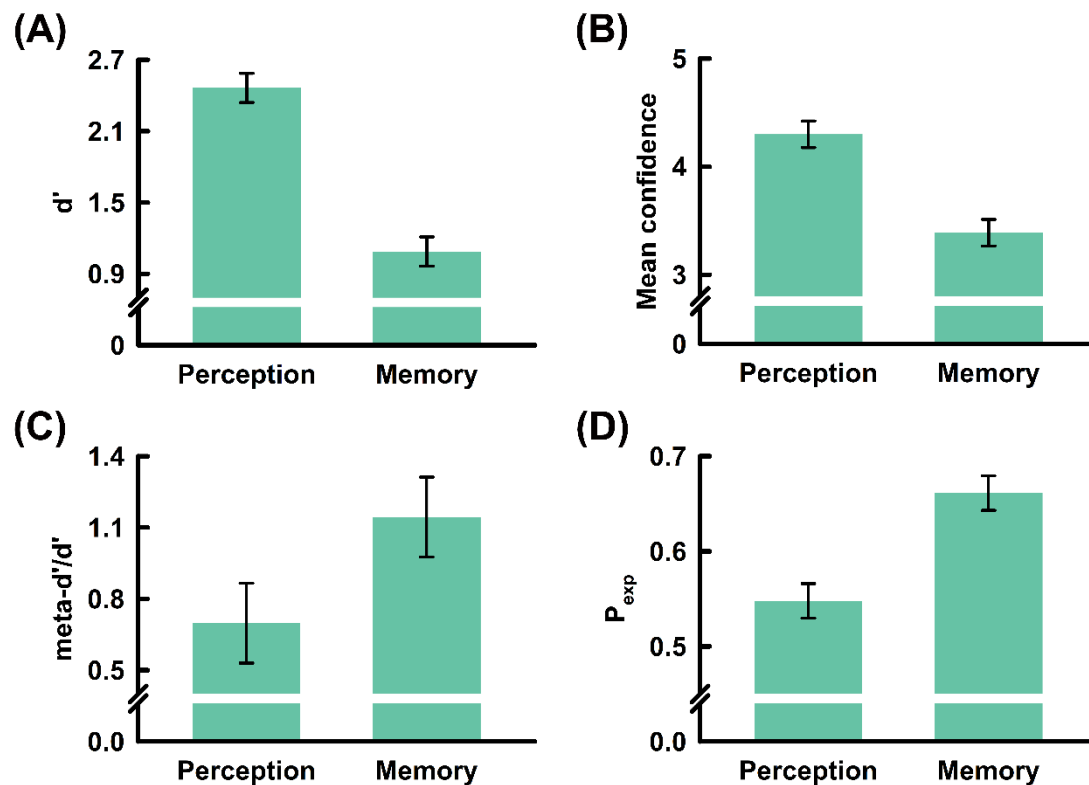 (A)
2.7
2.1
1.5
0.9
0
d'
Perception Memory
(B)
5
4
3
0
Mean confidence
Perception Memory
(C)
1.4
1.1
0.8
0.5
0.0
meta-d'/d'
Perception Memory
(D)
0.7
0.6
0.5
0.0
Pexp
Perception Memory